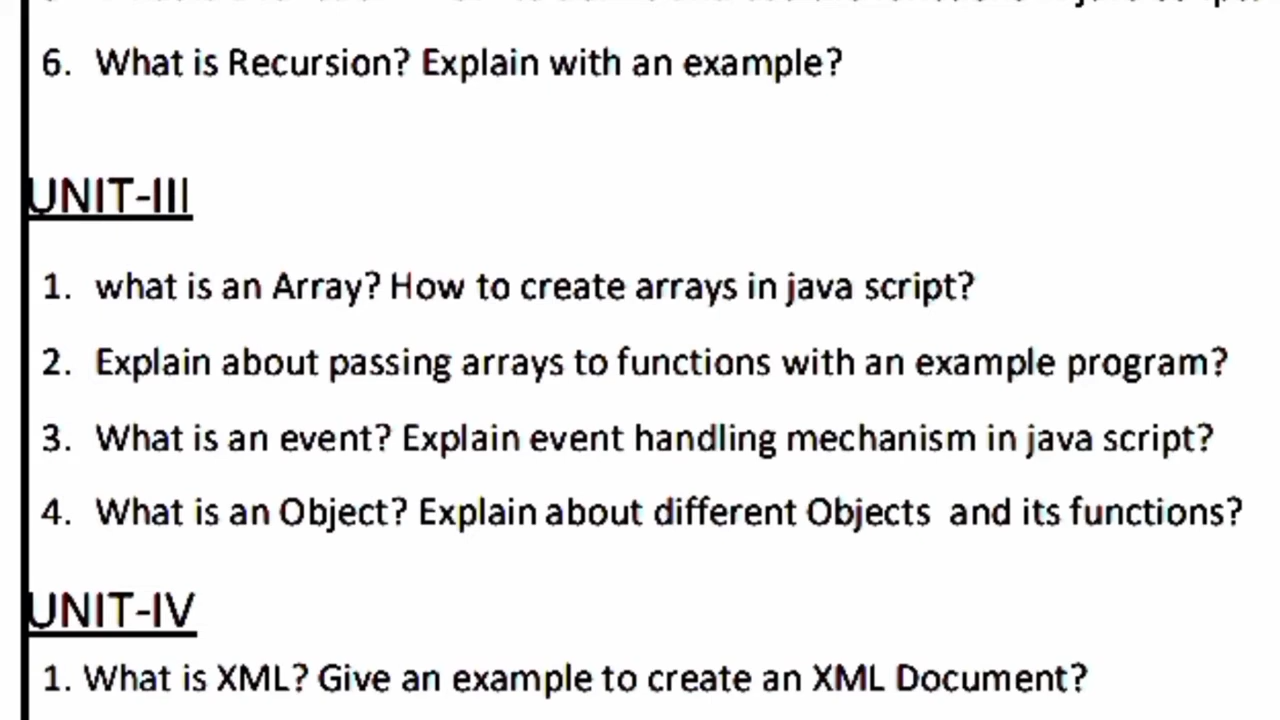 6. What is Recursion? Explain with an example?
UNIT-III
1. what is an Array? How to create arrays in java script?
2. Explain about passing arrays to functions with an example program?
3. What is an event? Explain event handling mechanism in java script?
4. What is an Object? Explain about different Objects and its functions?
UNIT-IV
1. What is XML? Give an example to create an XML Document?